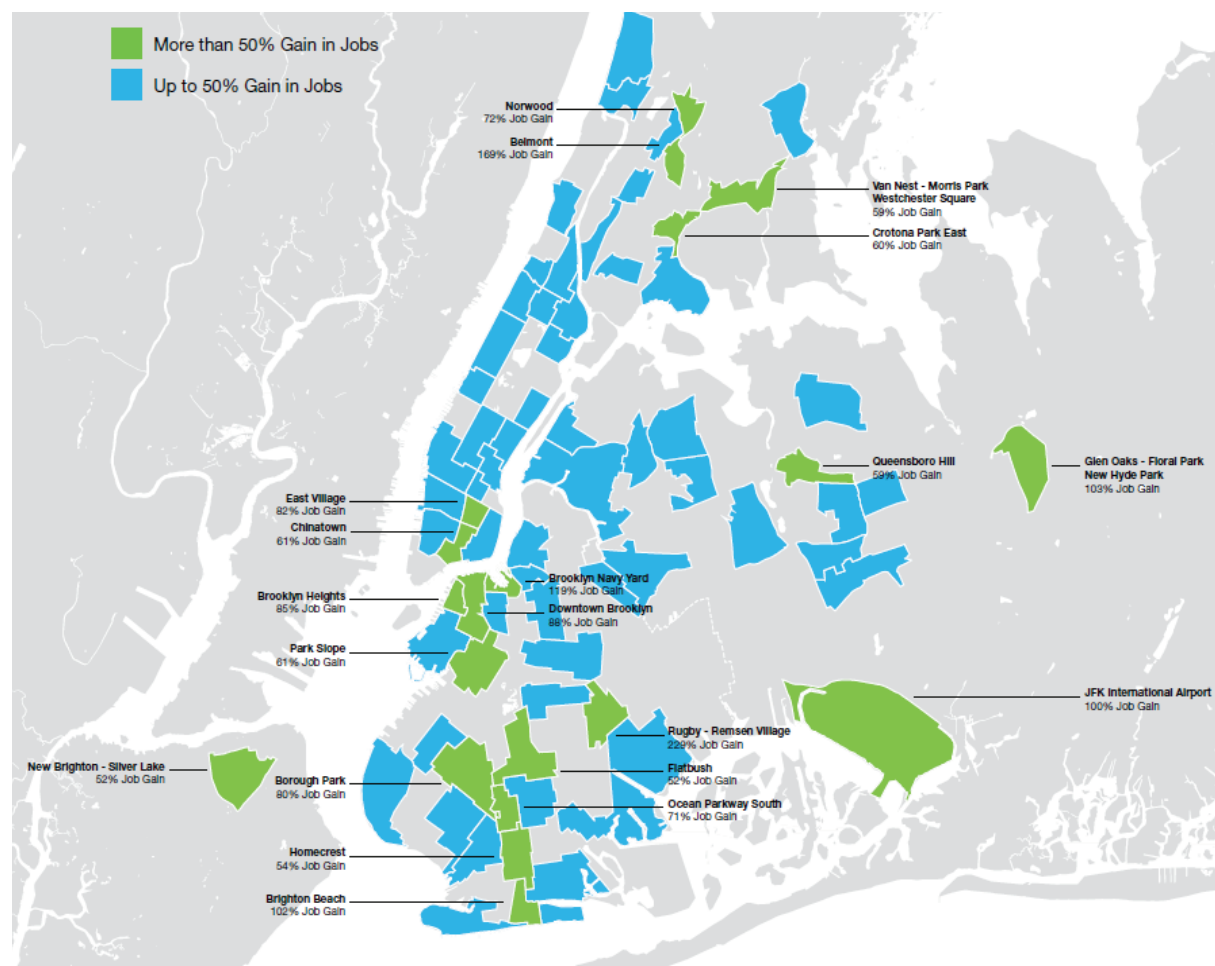 More than 50% Gain in Jobs
Up to 50% Gain in Jobs
Norwood
72% Job Gain
Belmont
169% Job Gain
Van Nest - Morris Park
Westchester Square
59% Job Gain
Crotona Park East
60% Job Gain
Queensboro Hill
59% Job Gain
Glen Oaks - Floral Park
New Hyde Park
103% Job Gain
East Village
82% Job Gain
Chinatown
61% Job Gain
Brooklyn Navy Yard
119% Job Gain
Brooklyn Heights
85% Job Gain
Downtown Brooklyn
88% Job Gain
Park Slope
61% Job Gain
JFK International Airport
100% Job Gain
Rugby - Remsen Village
229% Job Gain
New Brighton - Silver Lake
52% Job Gain
Flatbush
52% Job Gain
Borough Park
80% Job Gain
Ocean Parkway South
71% Job Gain
Homecrest
54% Job Gain
Brighton Beach
102% Job Gain